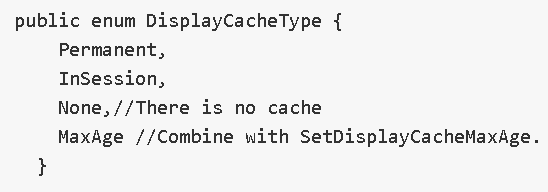 public enum DisplayCacheType {
    Permanent,
    InSession,
    None,//There is no cache
    MaxAge //Combine with SetDisplayCacheMaxAge.
  }